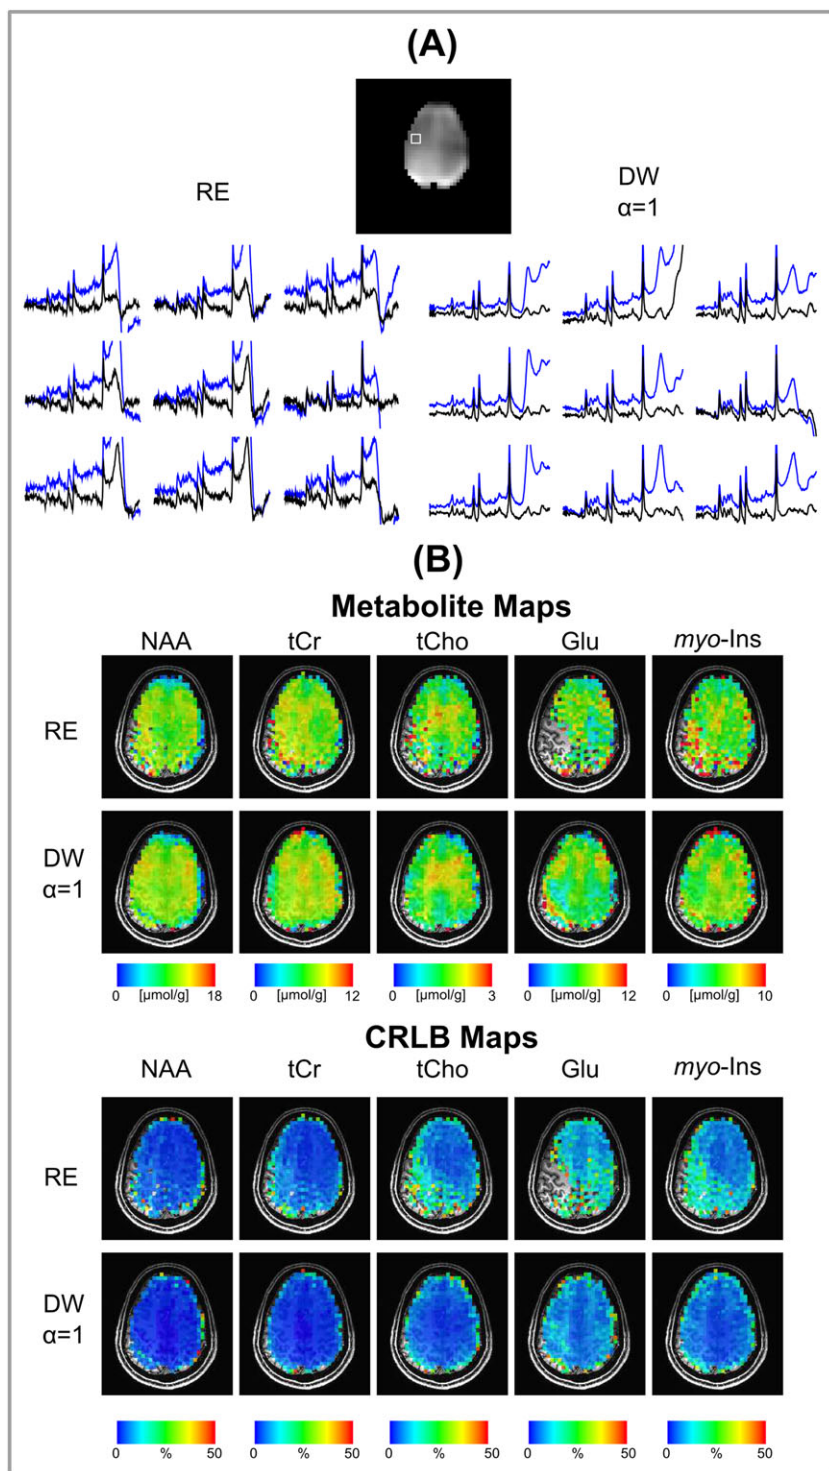 (A)
RE
DW
α=1
(B)
Metabolite Maps
NAA tCr tCho Glu myo-Ins
RE
DW
α=1
0 [µmol/g] 18 0 [µmol/g] 12 0 [µmol/g] 3 0 [µmol/g] 12 0 [µmol/g] 10
CRLB Maps
NAA tCr tCho Glu myo-Ins
RE
DW
α=1
0 % 50 0 % 50 0 % 50 0 % 50 0 % 50